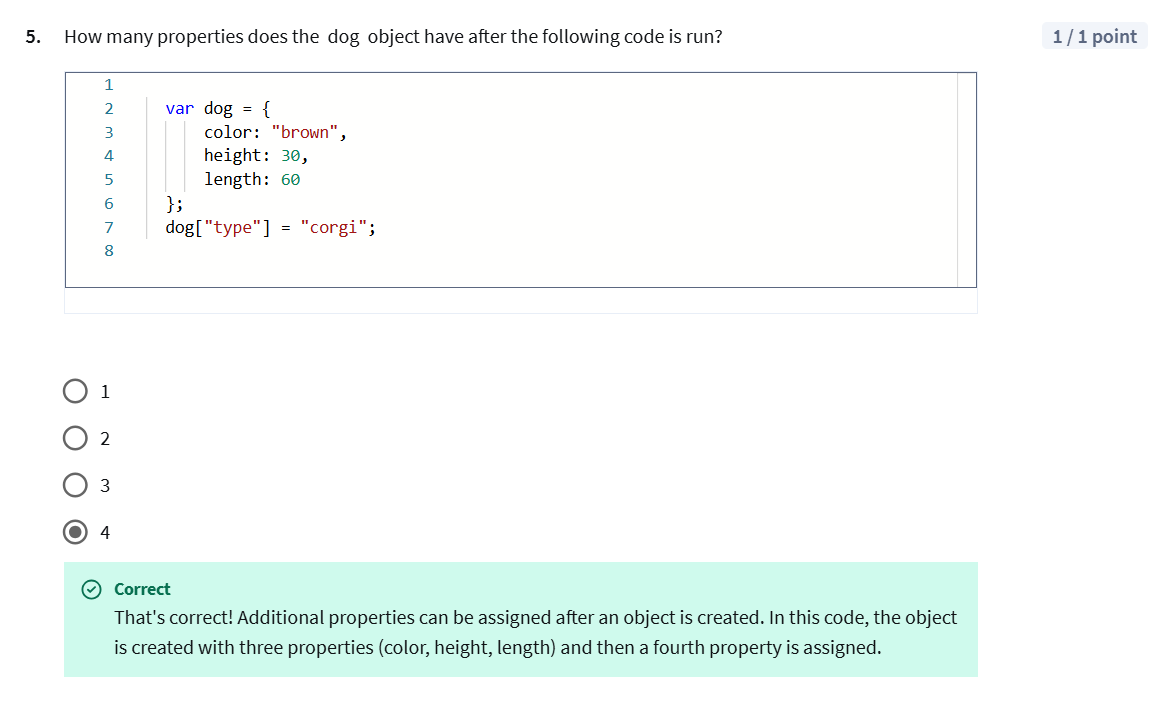 5. How many properties does the dog object have after the following code is run? 1 / 1 point
1
2 var dog = {
3 color: "brown",
4 height: 30,
5 length: 60
6 };
7 dog["type"] = "corgi";
8
1
2
3
4
Correct
That's correct! Additional properties can be assigned after an object is created. In this code, the object
is created with three properties (color, height, length) and then a fourth property is assigned.